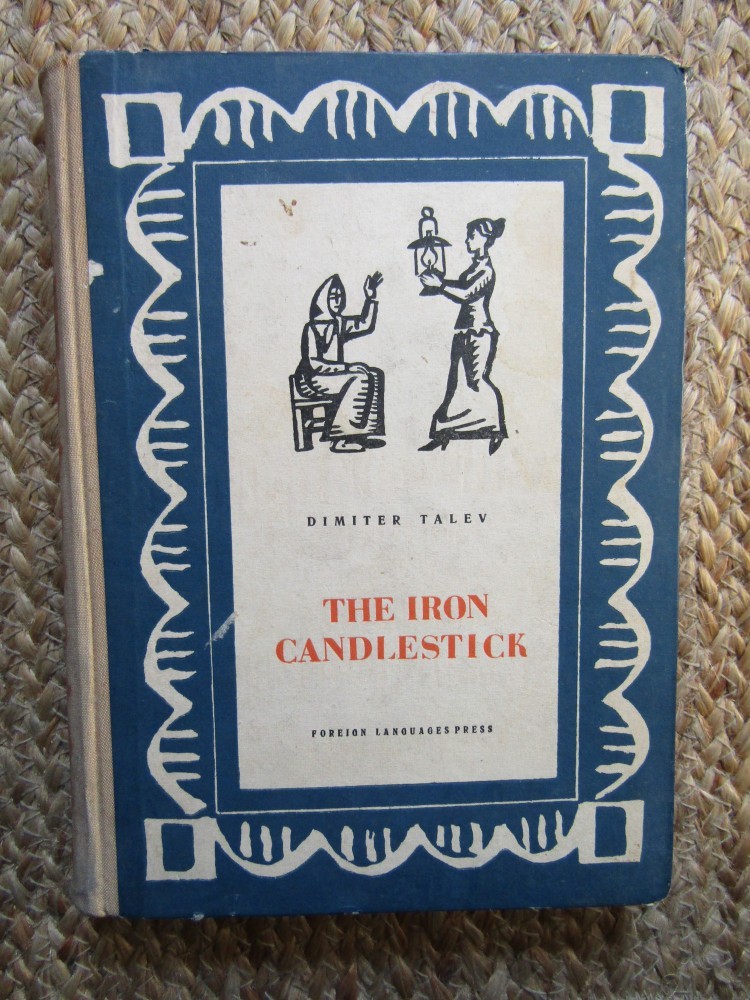 DIMITER TALEV
THE IRON
CANDLESTICK
FOREIGN LANGUAGES PRESS